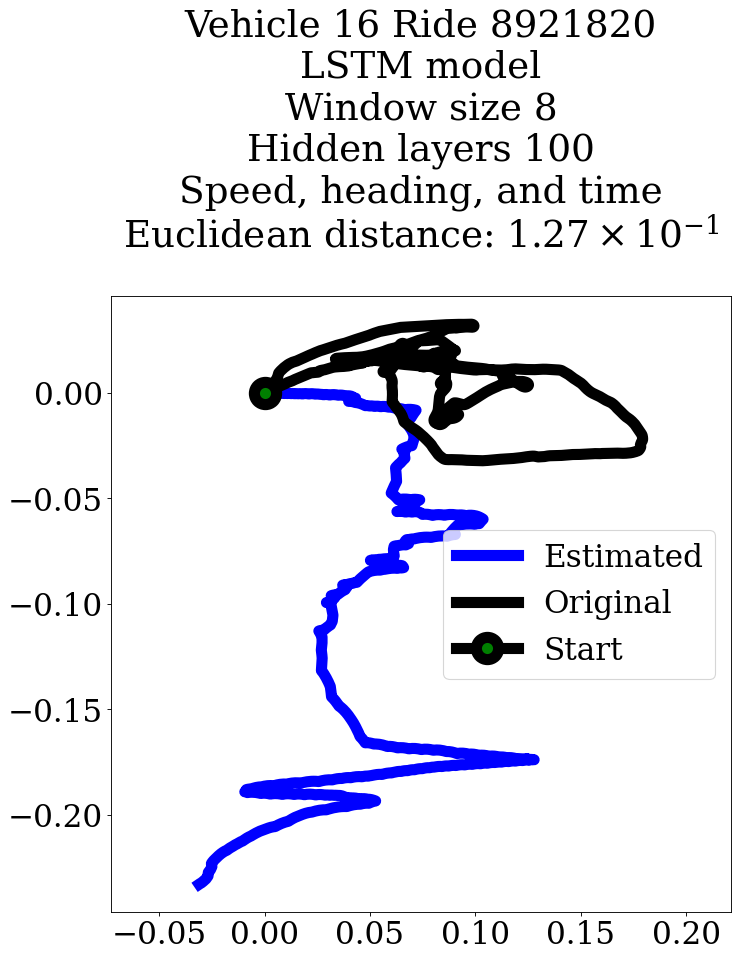 Vehicle 16 Ride 8921820
LSTM model
Window size 8
Hidden layers 100
Speed, heading, and time
Euclidean distance: 1.27 × 10⁻¹
0.00
−0.05
−0.10
−0.15
−0.20
Estimated
Original
Start
−0.05 0.00 0.05 0.10 0.15 0.20